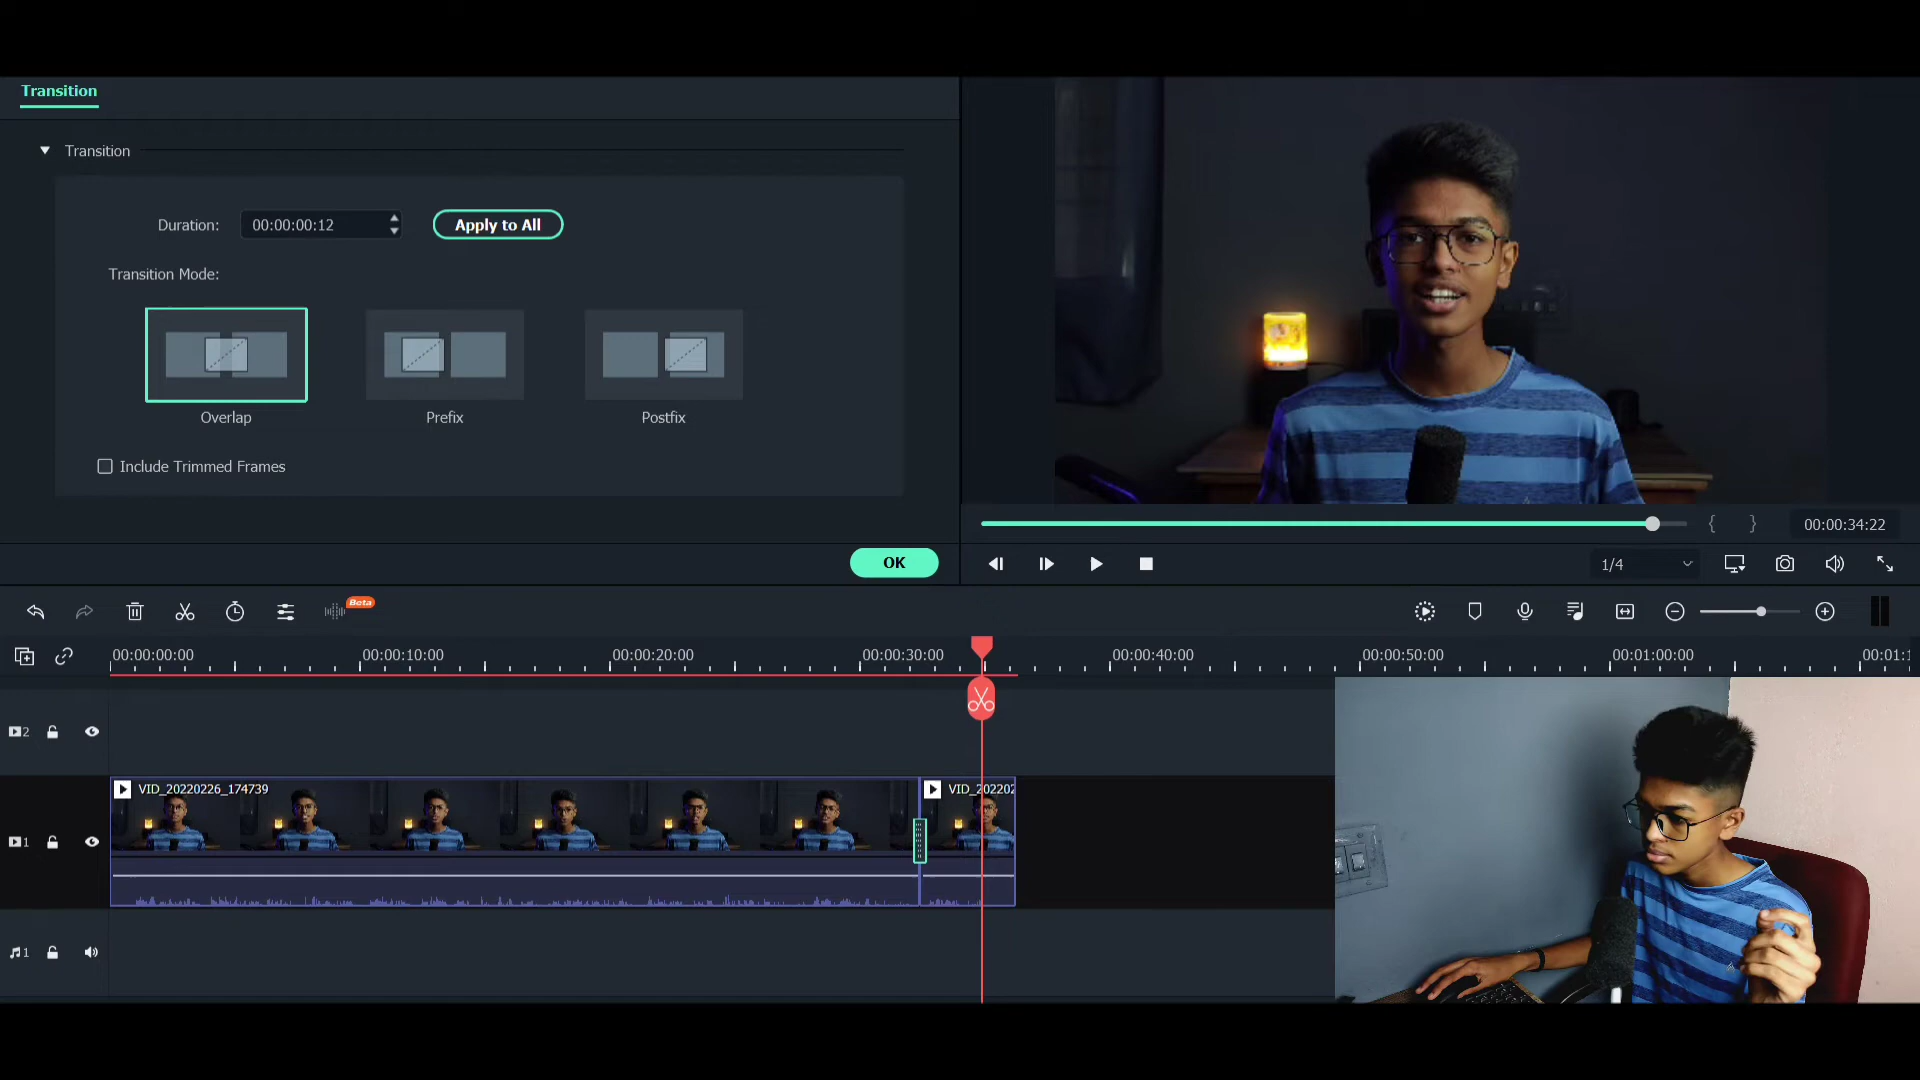 Transition
Transition
Duration: 00:00:00:12 Apply to All
Transition Mode:
Overlap Prefix Postfix
Include Trimmed Frames
OK
{ } 00:00:34:22
1/4
Beta
00:00:00:00 00:00:10:00 00:00:20:00 00:00:30:00 00:00:40:00 00:00:50:00 00:01:00:00 00:01:1
2
VID_20220226_174739 VID_202202
1
1